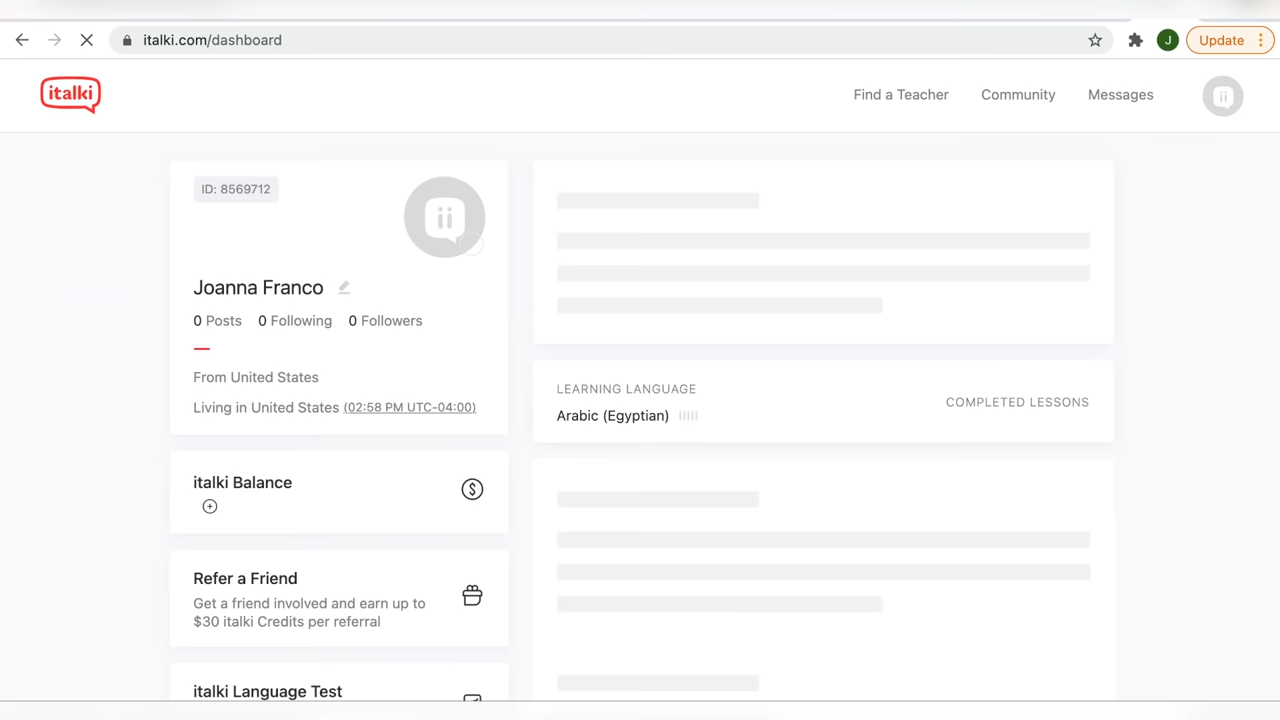 italki.com/dashboard
J
Update
italki
Find a Teacher
Community
Messages
ID: 8569712
Joanna Franco
0 Posts 0 Following 0 Followers
From United States
Living in United States (02:58 PM UTC-04:00)
italki Balance
Refer a Friend
Get a friend involved and earn up to
$30 italki Credits per referral
italki Language Test
LEARNING LANGUAGE
Arabic (Egyptian)
COMPLETED LESSONS